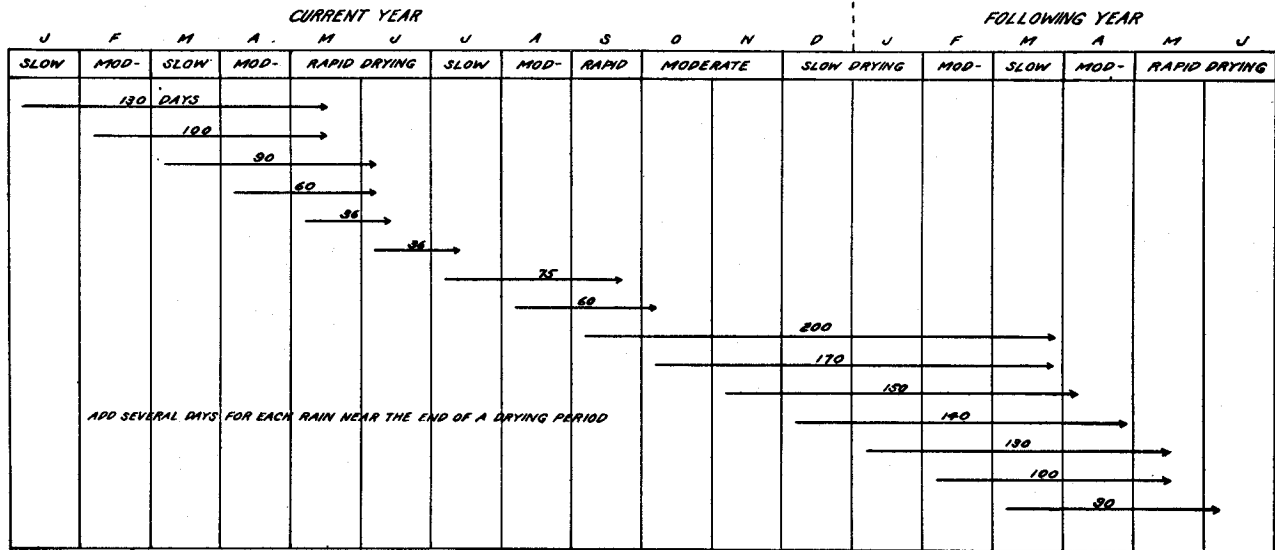 CURRENT YEAR FOLLOWING YEAR
J F M A M J J A S O N D J F M A M J
SLOW MOD- SLOW MOD- RAPID DRYING SLOW MOD- RAPID MODERATE SLOW DRYING MOD- SLOW MOD- RAPID DRYING
130 DAYS
100
90
60
36
36
75
60
200
170
150
ADD SEVERAL DAYS FOR EACH RAIN NEAR THE END OF A DRYING PERIOD
140
130
100
90